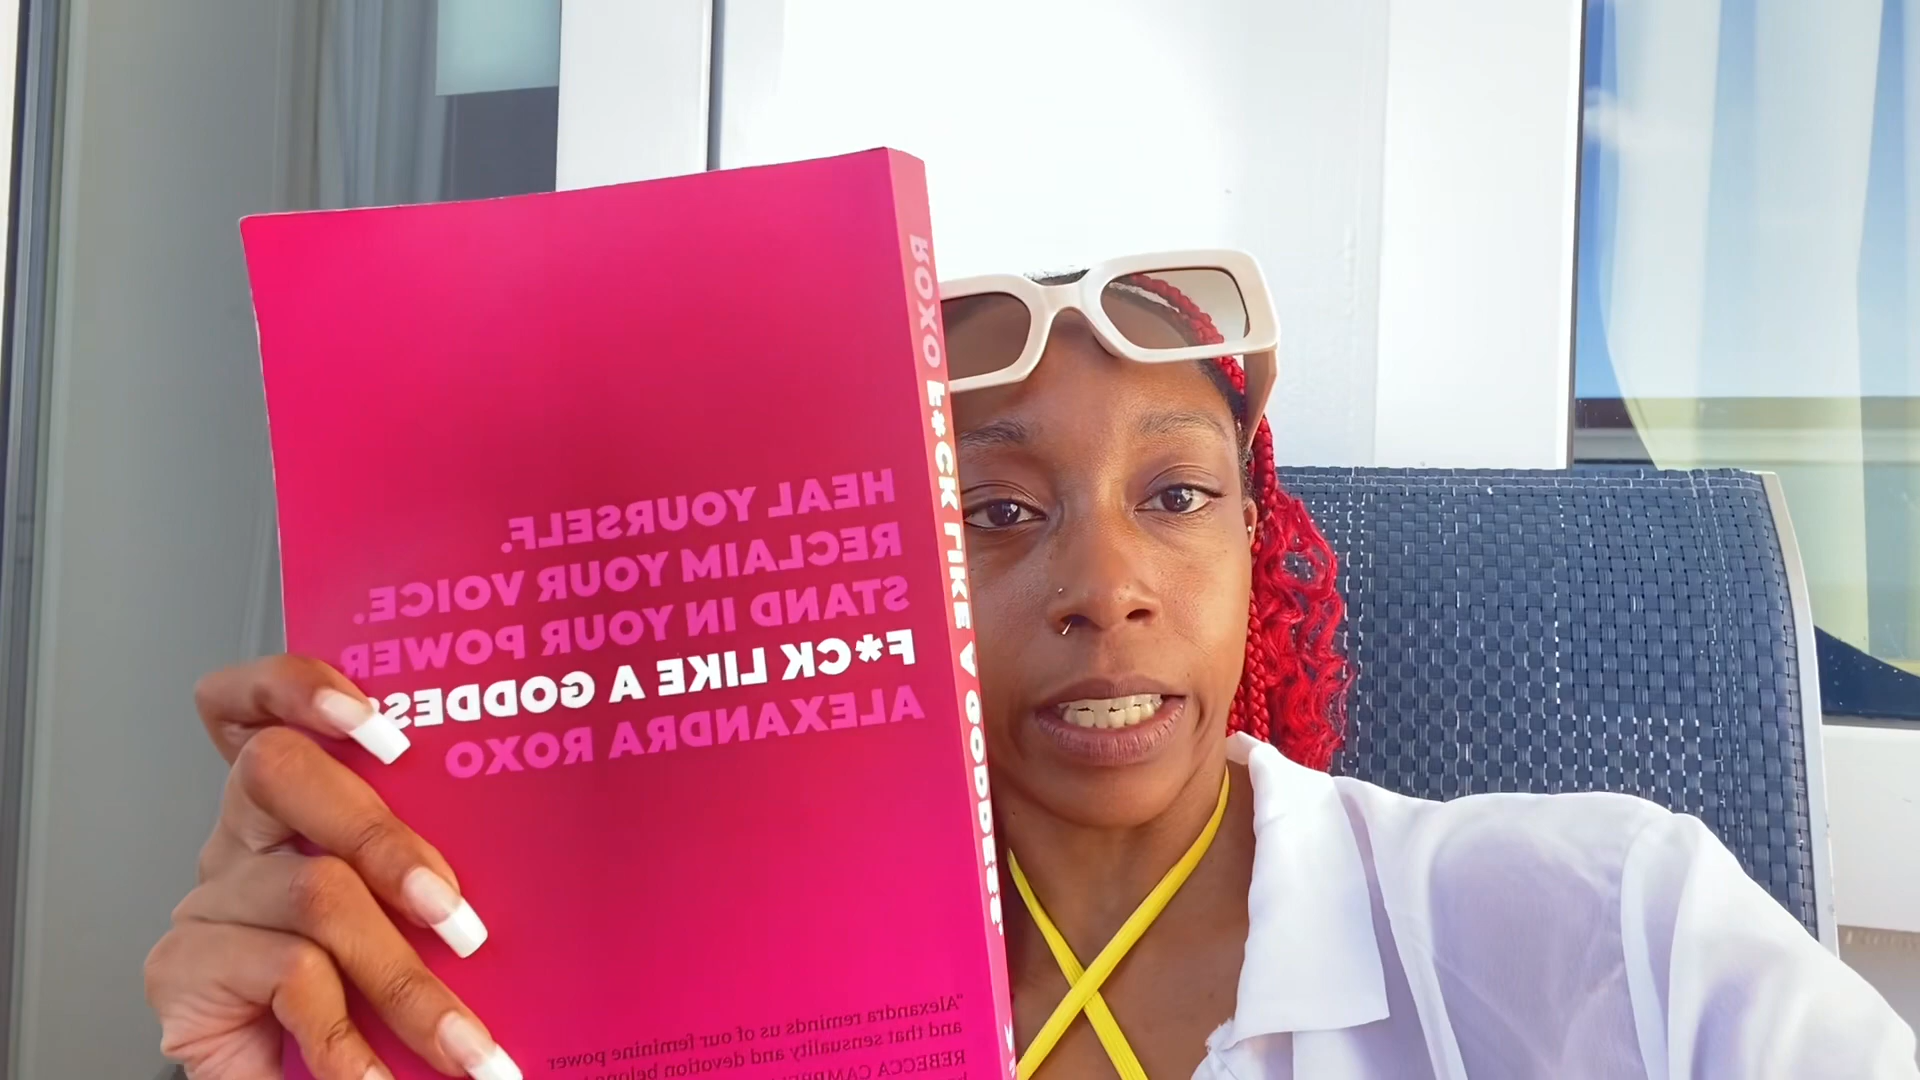 HEAL YOURSELF.
RECLAIM YOUR VOICE.
STAND IN YOUR POWER
F*CK LIKE A GODDESS
ALEXANDRA ROXO
"Alexandra reminds us of our feminine power
and that sensuality and devotion
REBECCA
ROXO F*CK LIKE A GODDESS